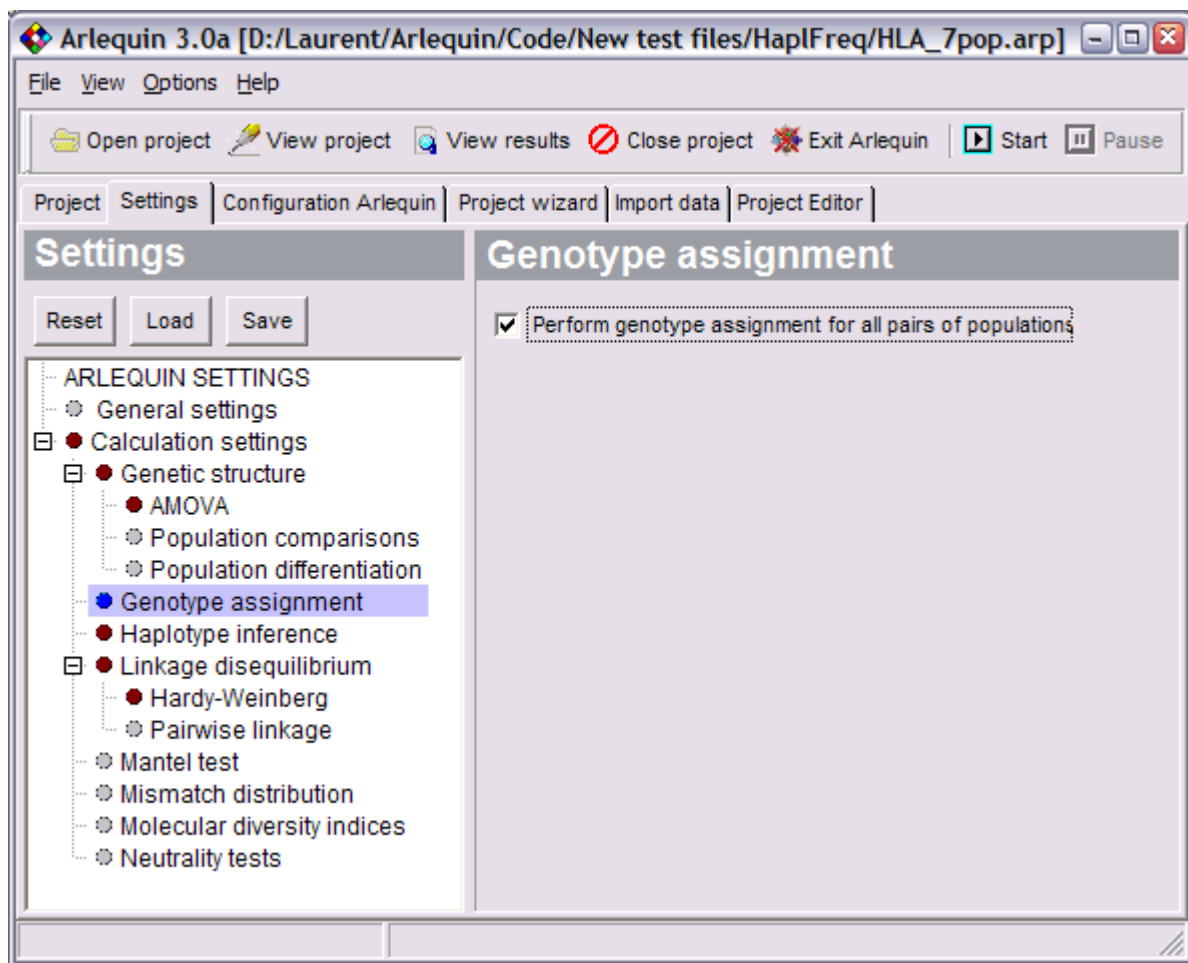 Arlequin 3.0a [D:/Laurent/Arlequin/Code/New test files/HaplFreq/HLA_7pop.arp]
File View Options Help
Open project View project View results Close project Exit Arlequin Start Pause
Project Settings Configuration Arlequin Project wizard Import data Project Editor
Settings
Reset Load Save
ARLEQUIN SETTINGS
General settings
Calculation settings
Genetic structure
AMOVA
Population comparisons
Population differentiation
Genotype assignment
Haplotype inference
Linkage disequilibrium
Hardy-Weinberg
Pairwise linkage
Mantel test
Mismatch distribution
Molecular diversity indices
Neutrality tests
Genotype assignment
Perform genotype assignment for all pairs of populations